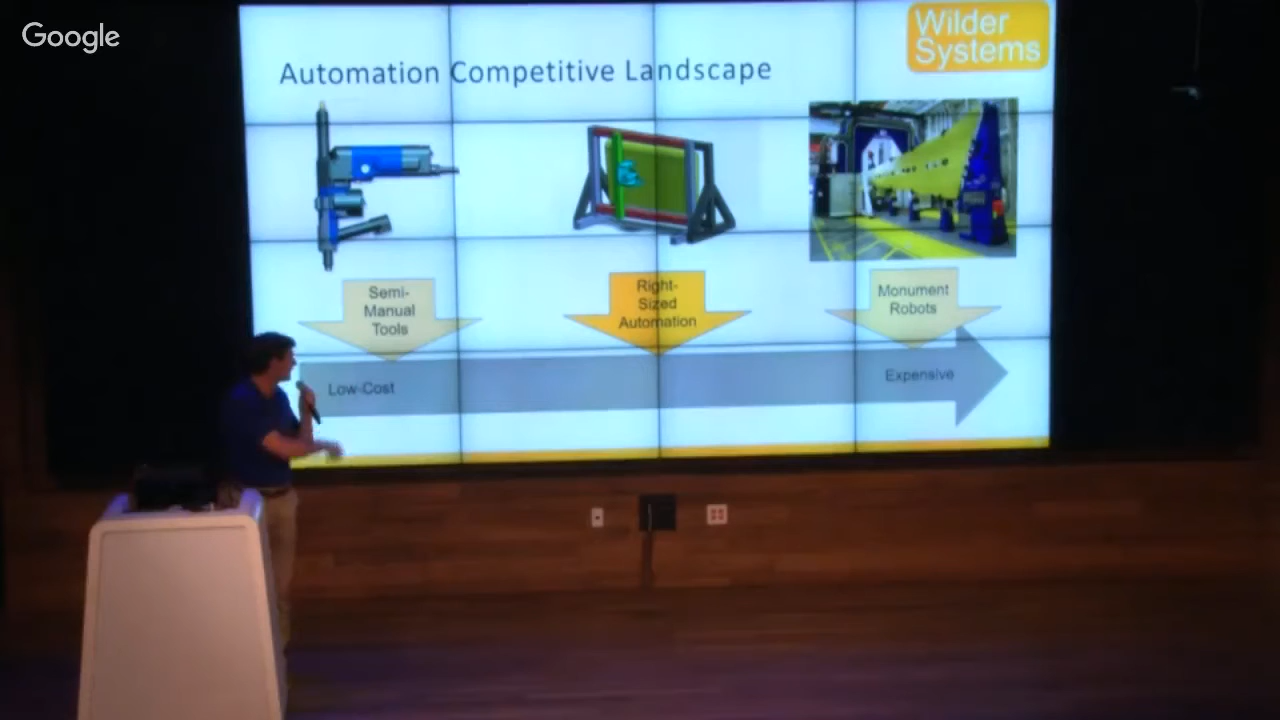 Google
Wilder
Systems
Automation Competitive Landscape
Semi-
Manual
Tools
Right-
Sized
Automation
Monument
Robots
Low-Cost
Expensive